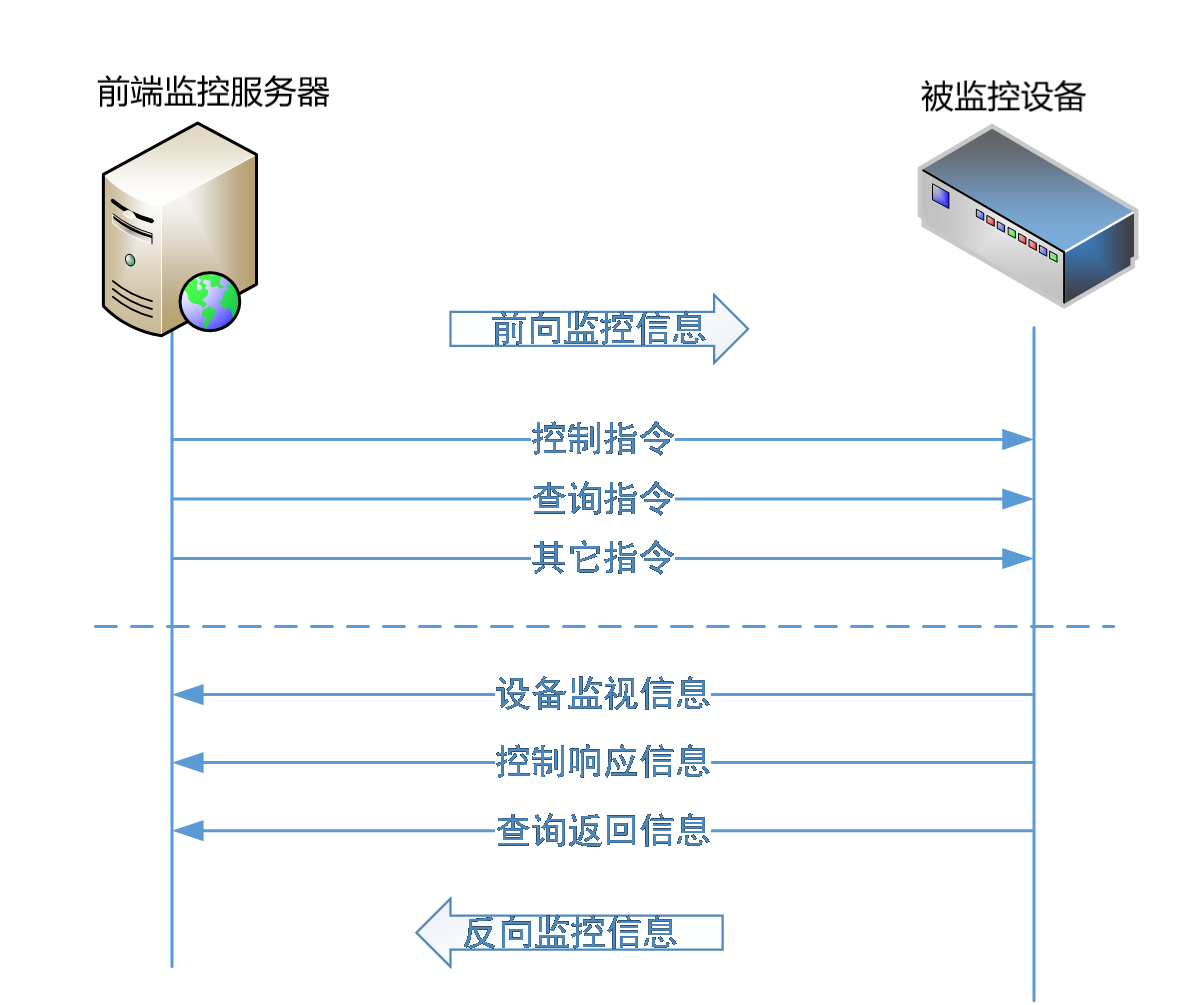 前端监控服务器
被监控设备
前向监控信息
控制指令
查询指令
其它指令
设备监视信息
控制响应信息
查询返回信息
反向监控信息